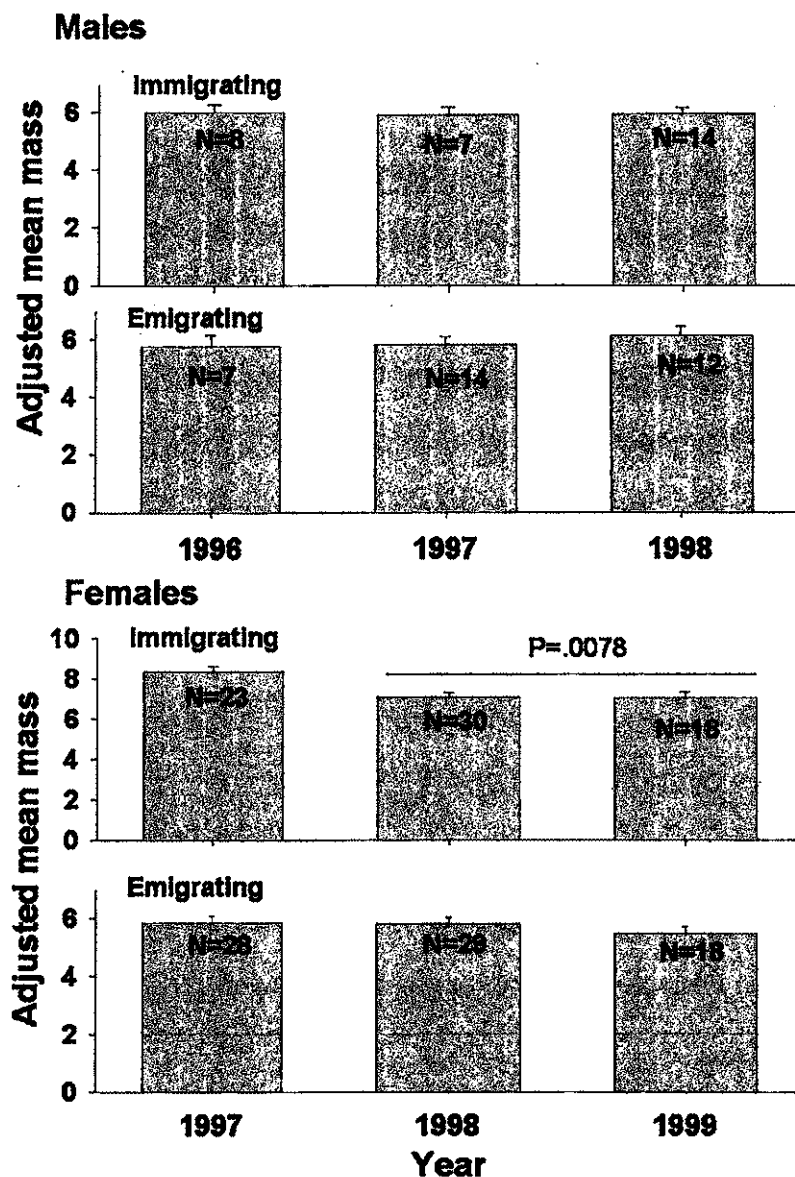 Males
Immigrating
Adjusted mean mass
6
4
2
0
N=8
N=7
N=14
Emigrating
6
4
2
0
N=7
N=14
N=12
1996
1997
1998
Females
Immigrating
P=.0078
Adjusted mean mass
10
8
6
4
2
0
N=23
N=30
Emigrating
6
4
2
0
N=28
N=18
1997
1998
1999
Year